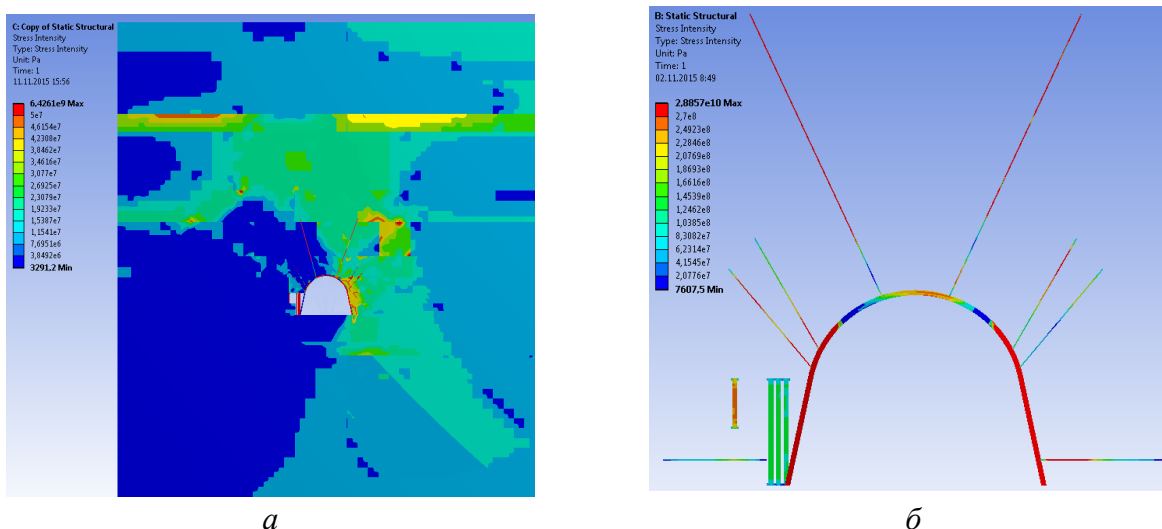 C: Copy of Static Structural
Stress Intensity
Type: Stress Intensity
Unit: Pa
Time: 1
11.11.2015 15:56
6,4261e9 Max
5e7
4,6154e7
4,2308e7
3,8462e7
3,4616e7
3,077e7
2,6925e7
2,3079e7
1,9233e7
1,5387e7
1,1541e7
7,6951e6
3,8492e6
3291,2 Min
а
B: Static Structural
Stress Intensity
Type: Stress Intensity
Unit: Pa
Time: 1
02.11.2015 8:49
2,8857e10 Max
2,7e8
2,4923e8
2,2846e8
2,0769e8
1,8693e8
1,6616e8
1,4539e8
1,2462e8
1,0385e8
8,3082e7
6,2314e7
4,1545e7
2,0776e7
7607,5 Min
б